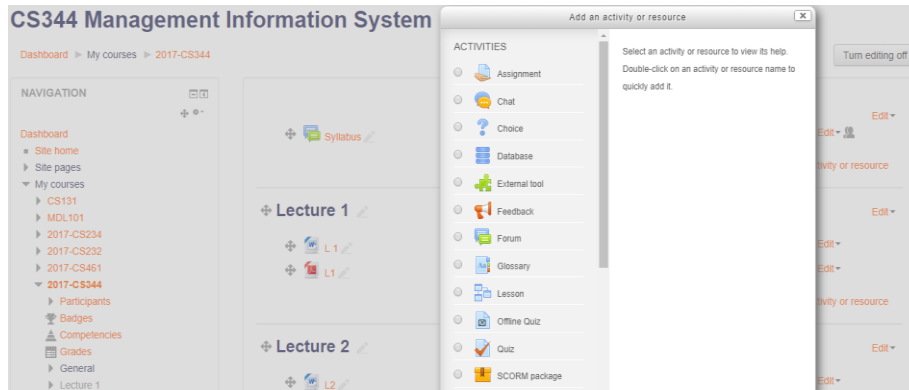 CS344 Management Information System
Dashboard ▶ My courses ▶ 2017-CS344
Turn editing off
NAVIGATION
Dashboard
Site home
Site pages
My courses
CS131
MDL101
2017-CS234
2017-CS232
2017-CS461
2017-CS344
Participants
Badges
Competencies
Grades
General
Lecture 1
Syllabus
Edit
Edit
ivity or resource
Lecture 1
Edit
L 1
Edit
L1
Edit
ivity or resource
Lecture 2
Edit
L2
Edit
Add an activity or resource
ACTIVITIES
Assignment
Chat
Choice
Database
External tool
Feedback
Forum
Glossary
Lesson
Offline Quiz
Quiz
SCORM package
Select an activity or resource to view its help.
Double-click on an activity or resource name to
quickly add it.